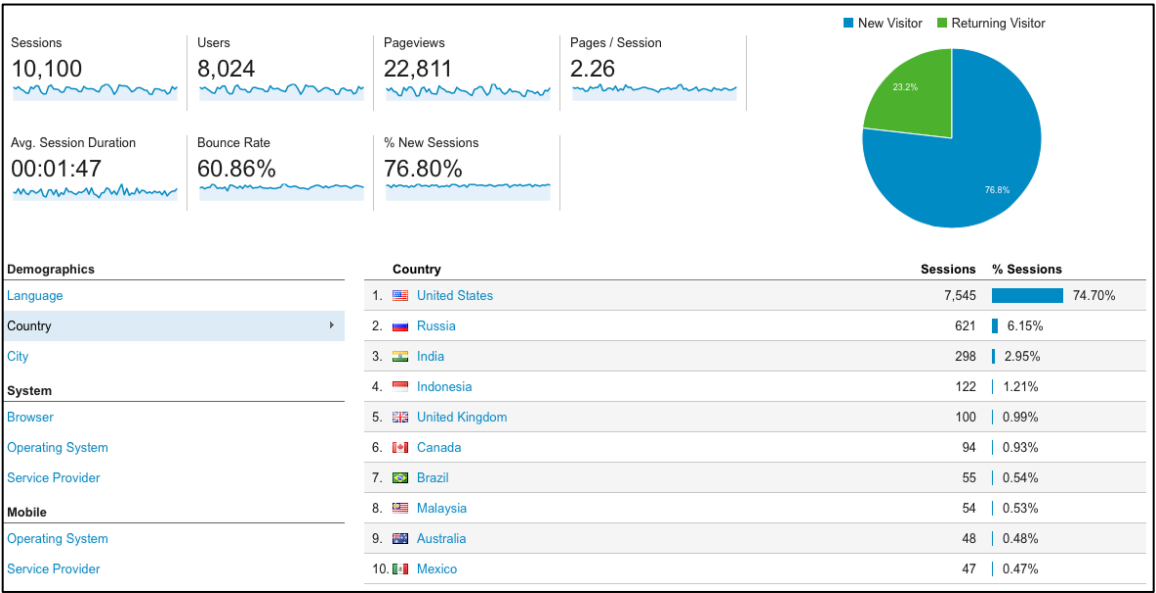 New Visitor Returning Visitor
Sessions Users Pageviews Pages / Session
10,100 8,024 22,811 2.26
23.2%
Avg. Session Duration Bounce Rate % New Sessions
00:01:47 60.86% 76.80%
76.8%
Demographics Country Sessions % Sessions
Language 1. United States 7,545 74.70%
Country 2. Russia 621 6.15%
City 3. India 298 2.95%
System 4. Indonesia 122 1.21%
Browser 5. United Kingdom 100 0.99%
Operating System 6. Canada 94 0.93%
Service Provider 7. Brazil 55 0.54%
Mobile 8. Malaysia 54 0.53%
Operating System 9. Australia 48 0.48%
Service Provider 10. Mexico 47 0.47%